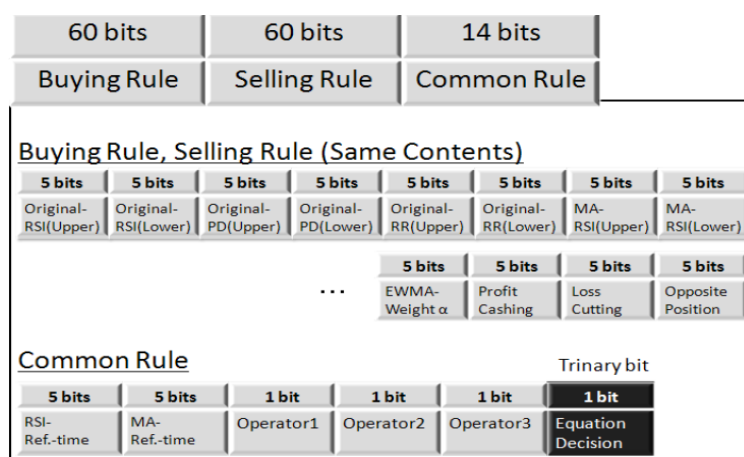 60 bits 60 bits 14 bits
Buying Rule Selling Rule Common Rule
Buying Rule, Selling Rule (Same Contents)
5 bits 5 bits 5 bits 5 bits 5 bits 5 bits 5 bits 5 bits
Original- Original- Original- Original- Original- Original- MA- MA-
RSI(Upper) RSI(Lower) PD(Upper) PD(Lower) RR(Upper) RR(Lower) RSI(Upper) RSI(Lower)
5 bits 5 bits 5 bits 5 bits
... EWMA- Profit Loss Opposite
Weight α Cashing Cutting Position
Common Rule Trinary bit
5 bits 5 bits 1 bit 1 bit 1 bit 1 bit
RSI- MA- Operator1 Operator2 Operator3 Equation
Ref.-time Ref.-time Decision